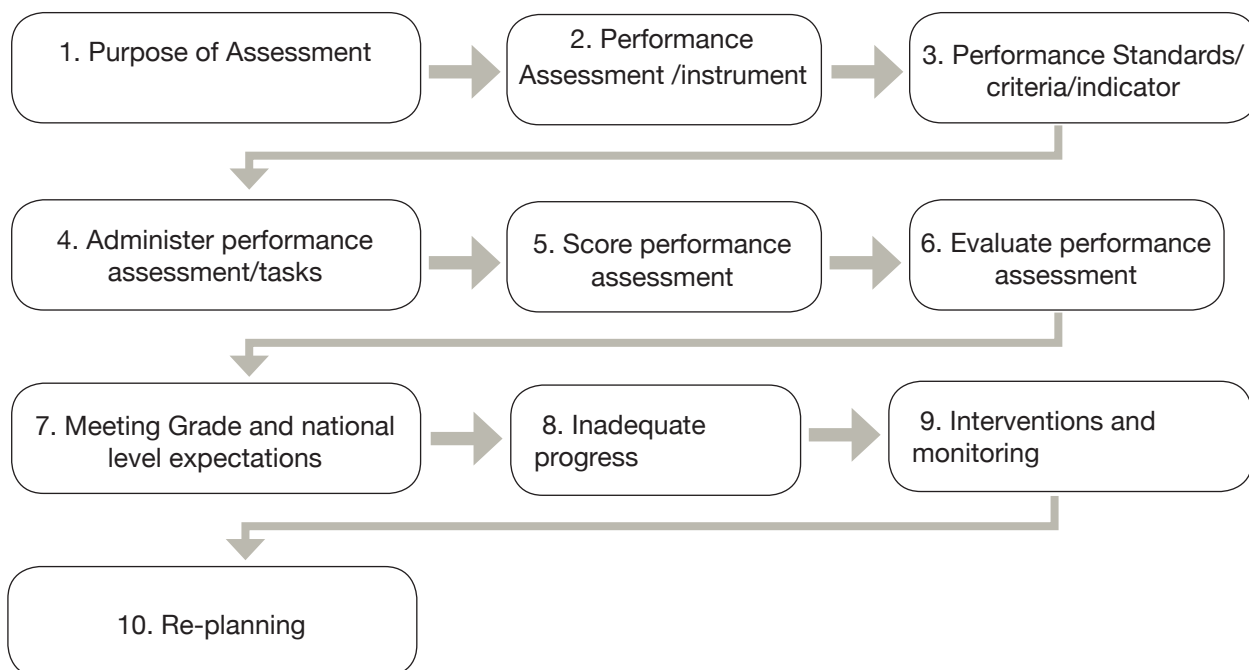 1. Purpose of Assessment
2. Performance
Assessment /instrument
3. Performance Standards/
criteria/indicator
4. Administer performance
assessment/tasks
5. Score performance
assessment
6. Evaluate performance
assessment
7. Meeting Grade and national
level expectations
8. Inadequate
progress
9. Interventions and
monitoring
10. Re-planning